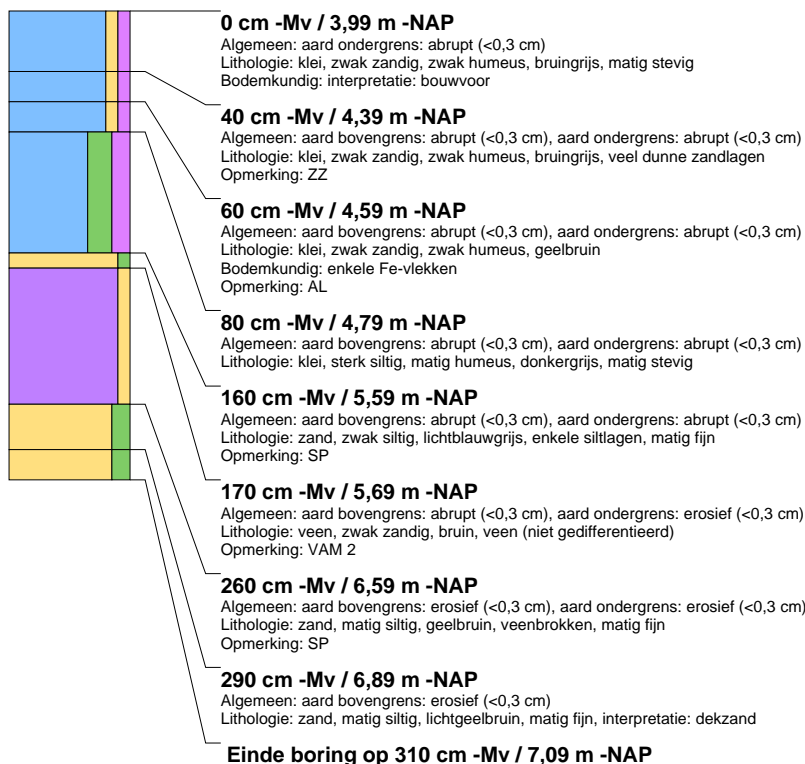 0 cm -Mv / 3,99 m -NAP
Algemeen: aard ondergrens: abrupt (<0,3 cm)
Lithologie: klei, zwak zandig, zwak humeus, bruingrijs, matig stevig
Bodemkundig: interpretatie: bouwvoor
40 cm -Mv / 4,39 m -NAP
Algemeen: aard bovengrens: abrupt (<0,3 cm), aard ondergrens: abrupt (<0,3 cm)
Lithologie: klei, zwak zandig, zwak humeus, bruingrijs, veel dunne zandlagen
Opmerking: ZZ
60 cm -Mv / 4,59 m -NAP
Algemeen: aard bovengrens: abrupt (<0,3 cm), aard ondergrens: abrupt (<0,3 cm)
Lithologie: klei, zwak zandig, zwak humeus, geelbruin
Bodemkundig: enkele Fe-vlekken
Opmerking: AL
80 cm -Mv / 4,79 m -NAP
Algemeen: aard bovengrens: abrupt (<0,3 cm), aard ondergrens: abrupt (<0,3 cm)
Lithologie: klei, sterk siltig, matig humeus, donkergrijs, matig stevig
160 cm -Mv / 5,59 m -NAP
Algemeen: aard bovengrens: abrupt (<0,3 cm), aard ondergrens: abrupt (<0,3 cm)
Lithologie: zand, zwak siltig, lichtblauwgrijs, enkele siltlagen, matig fijn
Opmerking: SP
170 cm -Mv / 5,69 m -NAP
Algemeen: aard bovengrens: abrupt (<0,3 cm), aard ondergrens: erosief (<0,3 cm)
Lithologie: veen, zwak zandig, bruin, veen (niet gedifferentieerd)
Opmerking: VAM 2
260 cm -Mv / 6,59 m -NAP
Algemeen: aard bovengrens: erosief (<0,3 cm), aard ondergrens: erosief (<0,3 cm)
Lithologie: zand, matig siltig, geelbruin, veenbrokken, matig fijn
Opmerking: SP
290 cm -Mv / 6,89 m -NAP
Algemeen: aard bovengrens: erosief (<0,3 cm)
Lithologie: zand, matig siltig, lichtgeelbruin, matig fijn, interpretatie: dekzand
Einde boring op 310 cm -Mv / 7,09 m -NAP